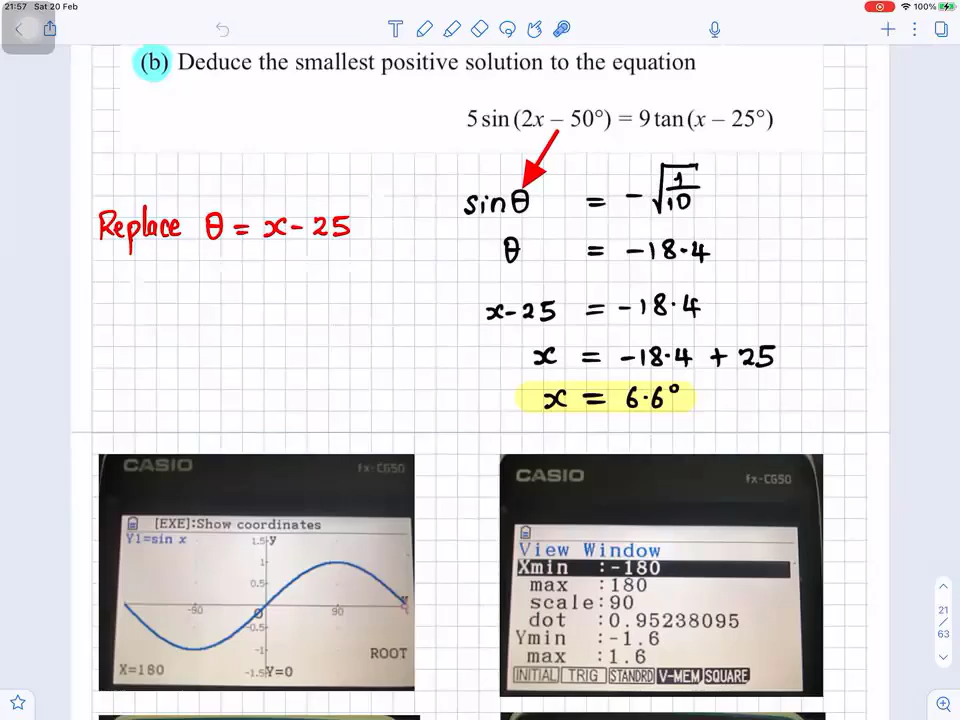 21:57 Sat 20 Feb
100%
(b) Deduce the smallest positive solution to the equation
5 sin (2x – 50°) = 9 tan (x – 25°)
sinθ = -√(1/10)
Replace θ = x-25
θ = -18.4
x-25 = -18.4
x = -18.4 + 25
x = 6.6°
CASIO fx-CG50
[EXE]:Show coordinates
Y1=sin x
1.5 y
1
0.5
-90 O 90 x
-0.5
-1
ROOT
X=180 -1.5 Y=0
CASIO fx-CG50
View Window
Xmin :-180
max :180
scale:90
dot :0.95238095
Ymin :-1.6
max :1.6
INITIAL TRIG STANDRD V-MEM SQUARE
21
/
63